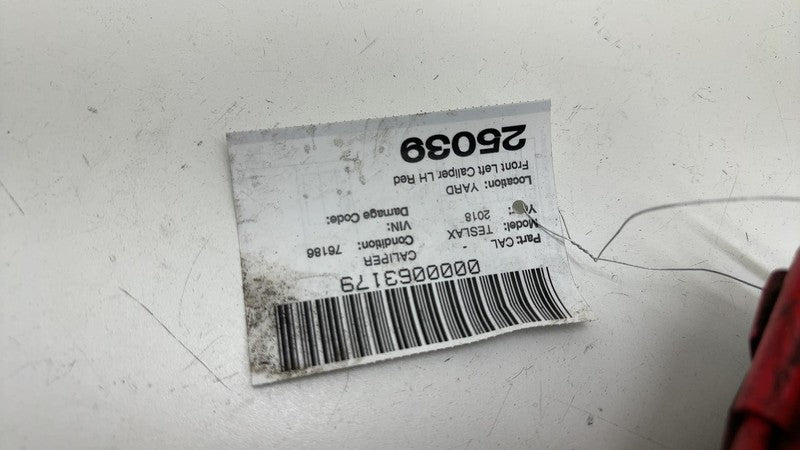 0000063179
Part: CAL CALIPER
Model: TESLAX Condition: 76186
2018 VIN:
Damage Code:
Location: YARD
Front Left Caliper LH Red
25039